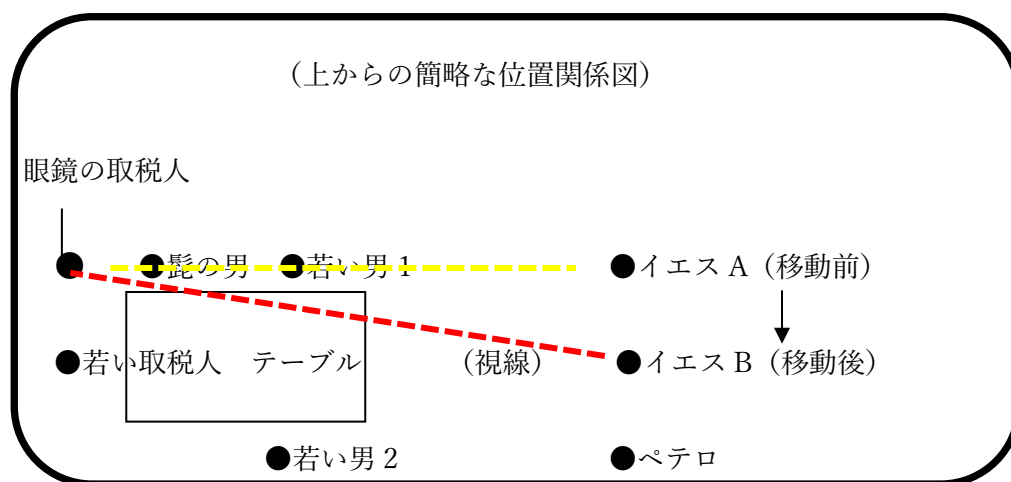 （上からの簡略な位置関係図）
眼鏡の取税人
●髭の男 ●若い男1 ●イエスA（移動前）
●若い取税人 テーブル （視線） ●イエスB（移動後）
●若い男2 ●ペテロ